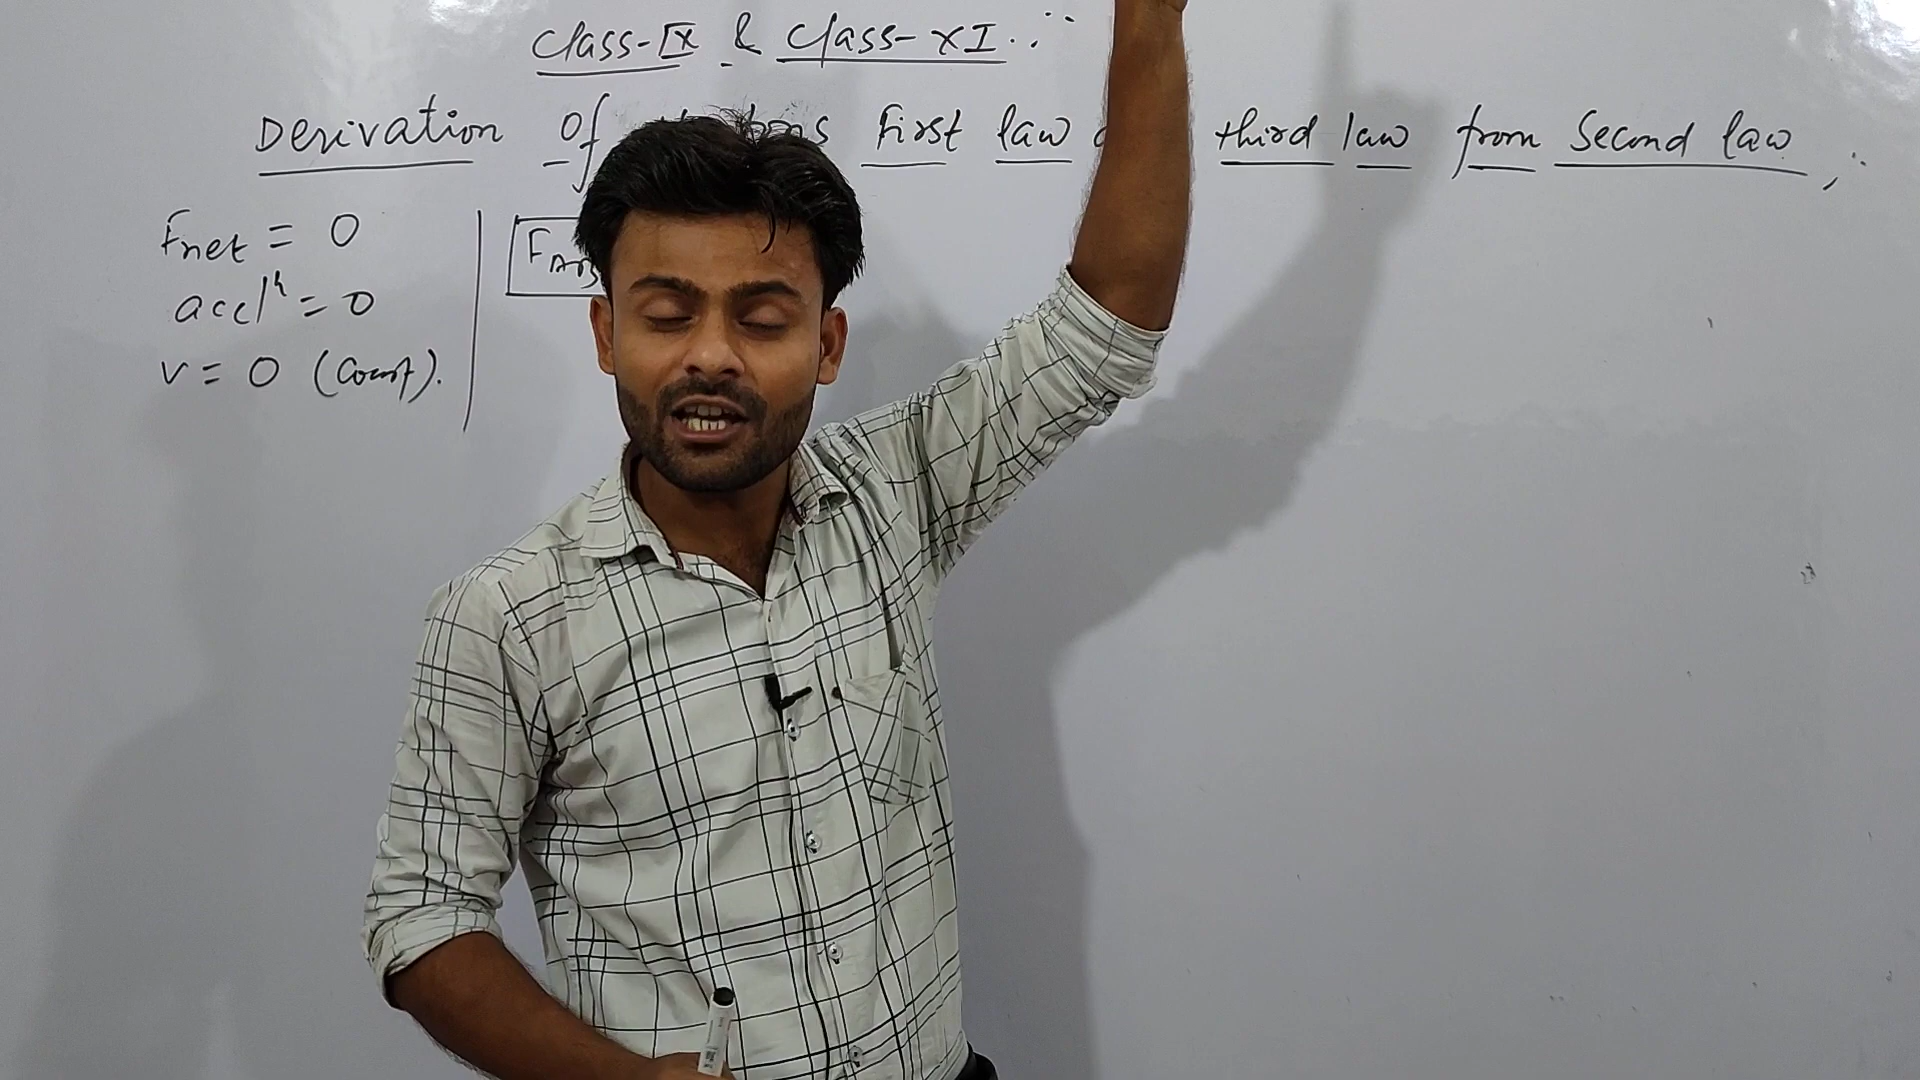 Class-IX & Class-XI.
Derivation Of first law third law from Second law
Fnet = 0
accl^n = 0
v = 0 (const).